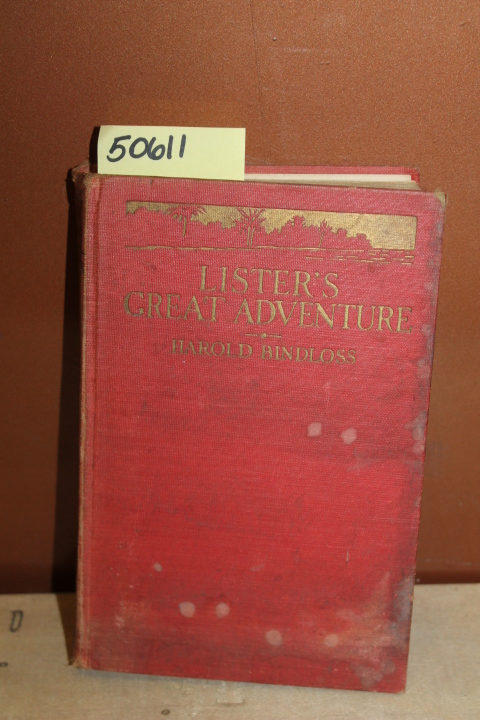 50611
LISTER'S
GREAT ADVENTURE
HAROLD BINDLOSS
D